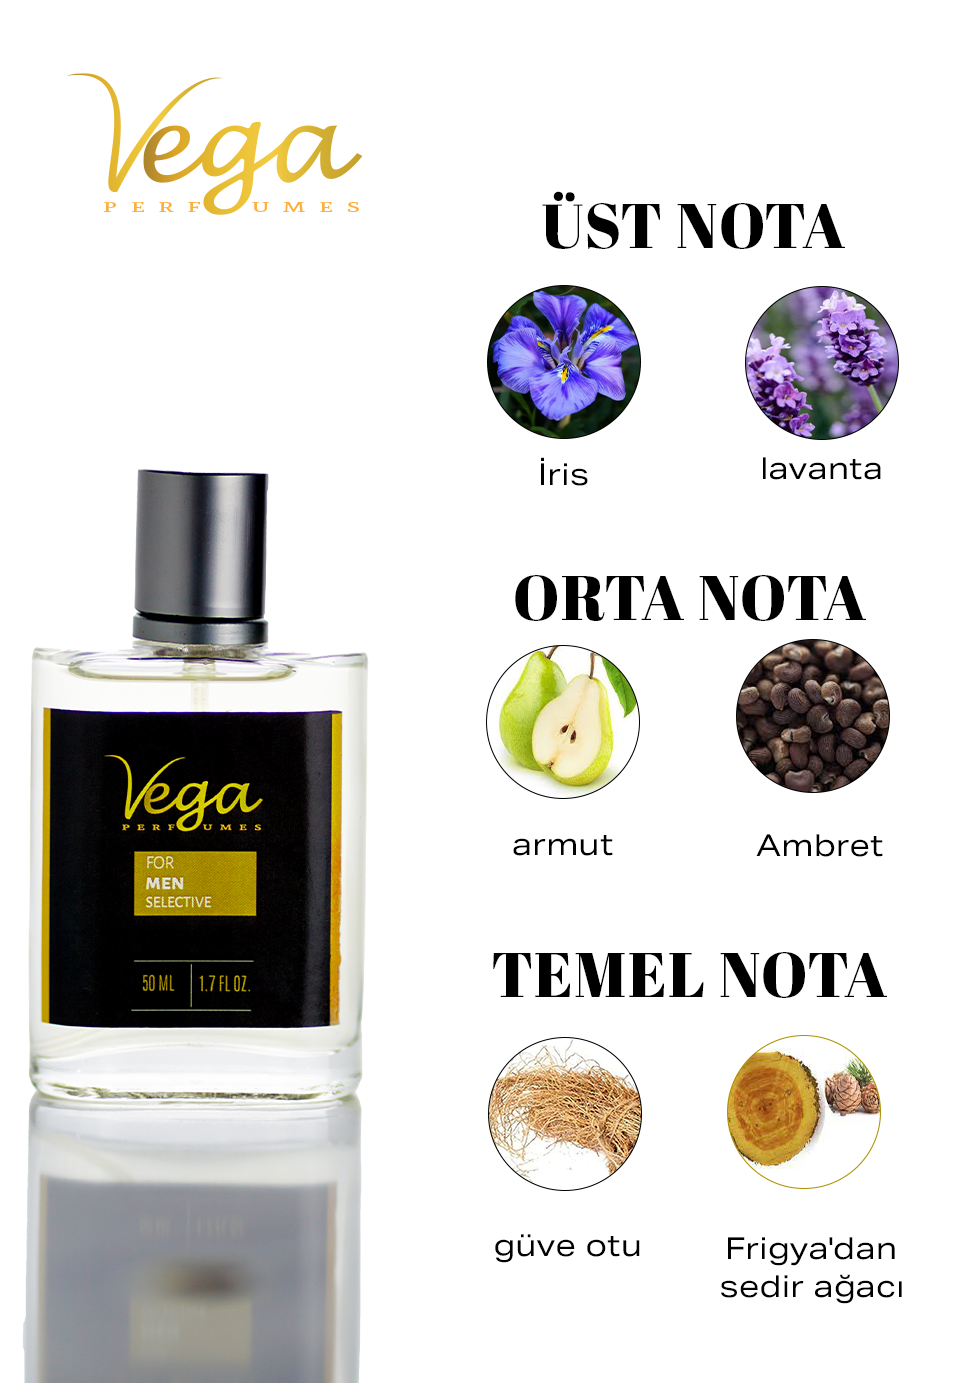 Vega
PERFUMES
ÜST NOTA
İris
lavanta
ORTA NOTA
armut
Ambret
TEMEL NOTA
güve otu
Frigya'dan
sedir ağacı
Vega
PERFUMES
FOR
MEN
SELECTIVE
50 ML
1.7 FL OZ.